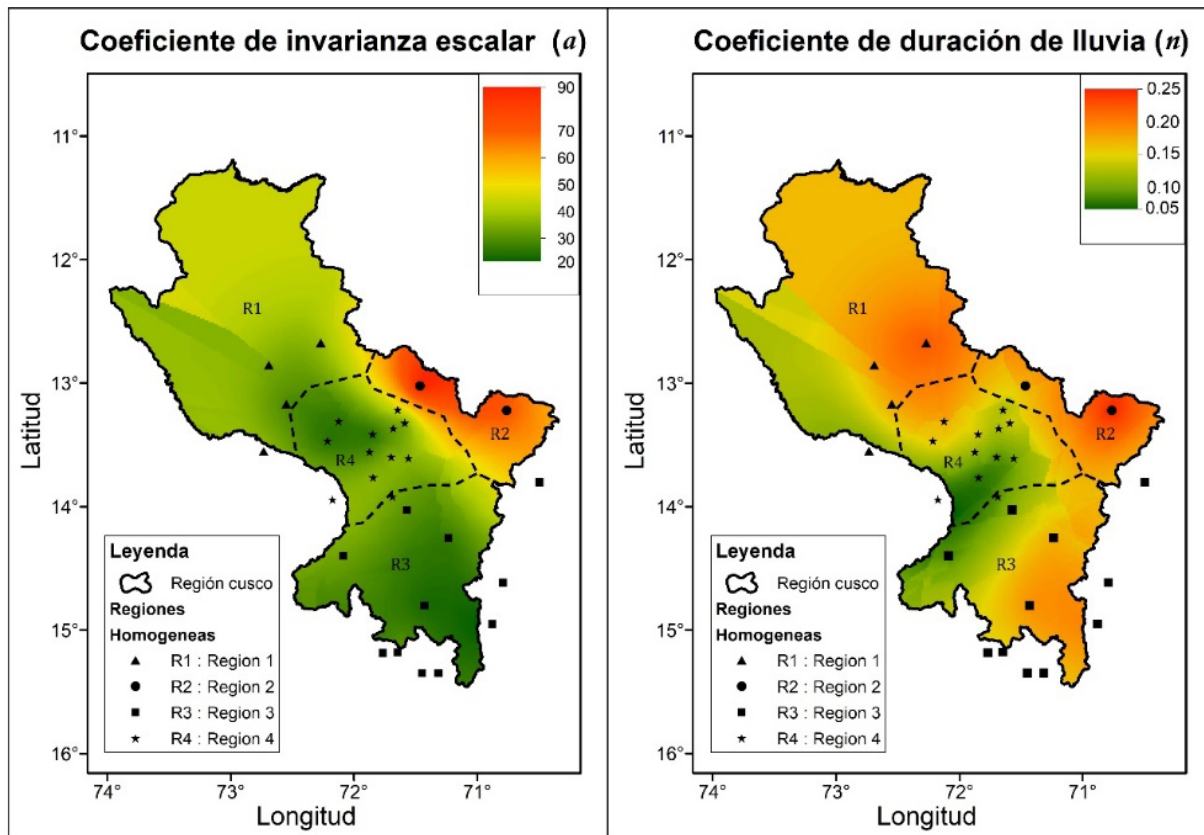 Coeficiente de invarianza escalar (a)
90
70
50
30
20
11°
12°
13°
14°
15°
16°
Latitud
R1
R2
R4
R3
Leyenda
Región cusco
Regiones
Homogeneas
R1 : Region 1
R2 : Region 2
R3 : Region 3
R4 : Region 4
74° 73° 72° 71°
Longitud
Coeficiente de duración de lluvia (n)
0.25
0.20
0.15
0.10
0.05
11°
12°
13°
14°
15°
16°
Latitud
R1
R2
R4
R3
Leyenda
Región cusco
Regiones
Homogeneas
R1 : Region 1
R2 : Region 2
R3 : Region 3
R4 : Region 4
74° 73° 72° 71°
Longitud